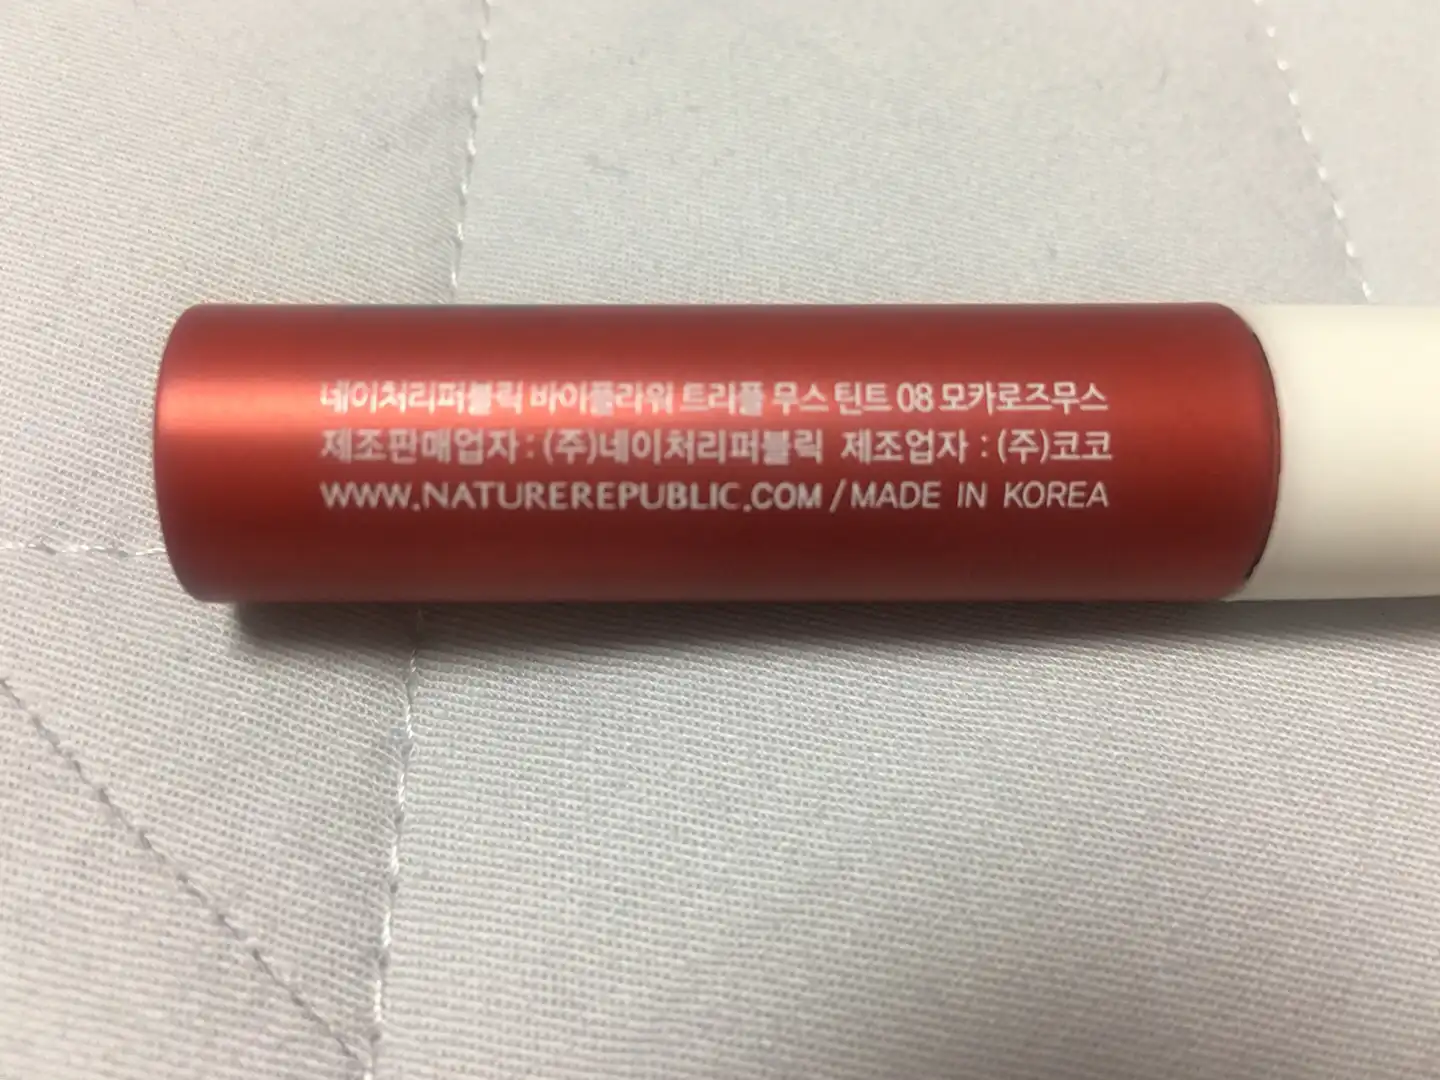 네이처리퍼블릭 바이플라워 트리플 무스 틴트 08 모카로즈무스
제조판매업자 : (주)네이처리퍼블릭 제조업자 : (주)코코
WWW.NATUREREPUBLIC.COM / MADE IN KOREA